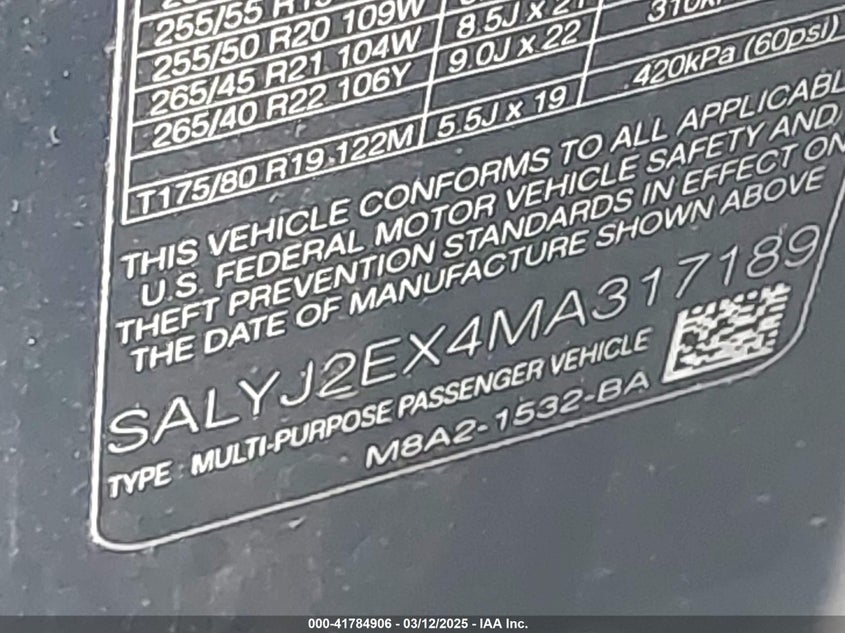 255/55 R19
255/50 R20 109W 8.5J x 21
265/45 R21 104W 9.0J x 22
265/40 R22 106Y
T175/80 R19 122M 5.5J x 19 420kPa (60psi)
THIS VEHICLE CONFORMS TO ALL APPLICABL
U.S. FEDERAL MOTOR VEHICLE SAFETY AND
THEFT PREVENTION STANDARDS IN EFFECT ON
THE DATE OF MANUFACTURE SHOWN ABOVE
SALYJ2EX4MA317189
TYPE : MULTI-PURPOSE PASSENGER VEHICLE
M8A2-1532-BA
000-41784906 - 03/12/2025 - IAA Inc.